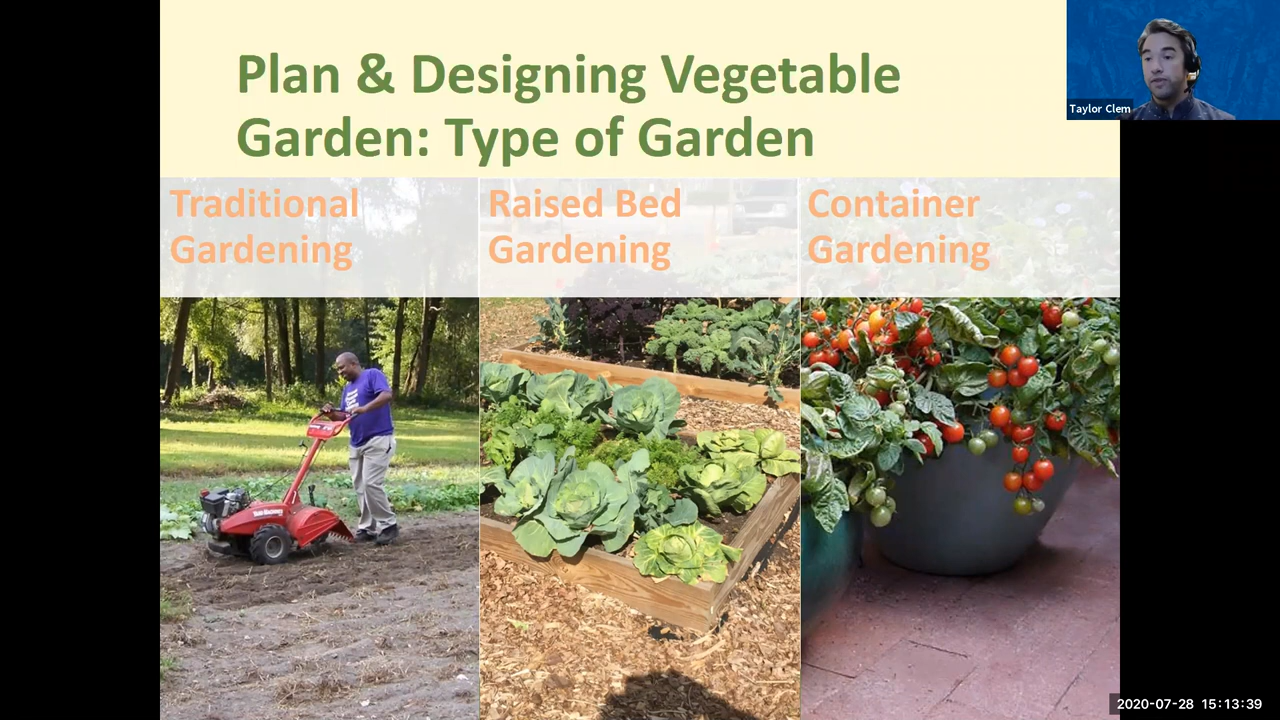 Plan & Designing Vegetable
Garden: Type of Garden
Taylor Clem
Traditional
Gardening
Raised Bed
Gardening
Container
Gardening
2020-07-28 15:13:39